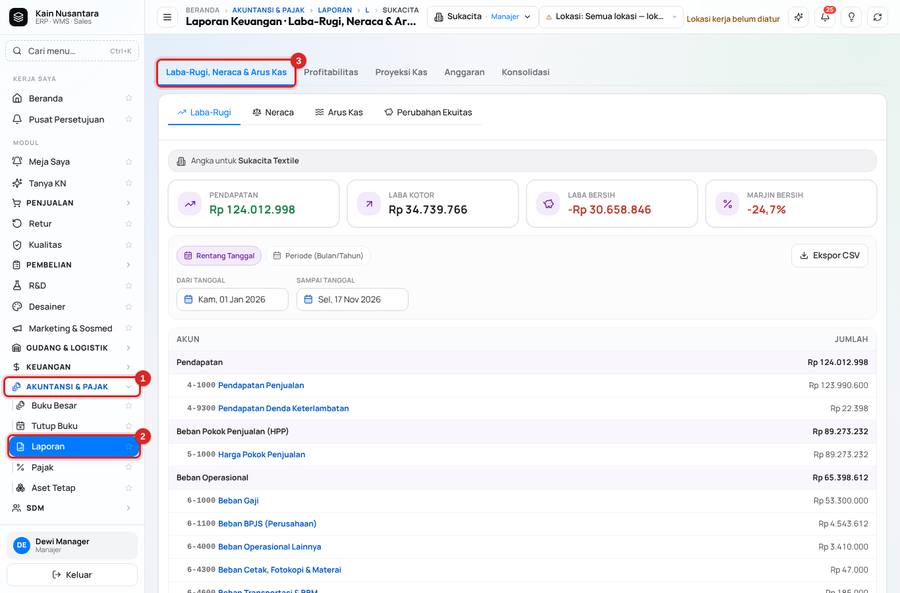 Kain Nusantara
ERP · WMS · Sales
Cari menu...
Ctrl+K
KERJA SAYA
Beranda
Pusat Persetujuan
MODUL
Meja Saya
Tanya KN
PENJUALAN
Retur
Kualitas
PEMBELIAN
R&D
Desainer
Marketing & Sosmed
GUDANG & LOGISTIK
KEUANGAN
AKUNTANSI & PAJAK
1
Buku Besar
Tutup Buku
2
Laporan
Pajak
Aset Tetap
SDM
DE
Dewi Manager
Manajer
Keluar
BERANDA › AKUNTANSI & PAJAK › LAPORAN › L › SUKACITA
Laporan Keuangan · Laba-Rugi, Neraca & Ar...
Sukacita · Manajer
Lokasi: Semua lokasi — lok...
Lokasi kerja belum diatur
25
3
Laba-Rugi, Neraca & Arus Kas
Profitabilitas
Proyeksi Kas
Anggaran
Konsolidasi
Laba-Rugi
Neraca
Arus Kas
Perubahan Ekuitas
Angka untuk Sukacita Textile
PENDAPATAN
Rp 124.012.998
LABA KOTOR
Rp 34.739.766
LABA BERSIH
-Rp 30.658.846
MARJIN BERSIH
-24,7%
Rentang Tanggal
Periode (Bulan/Tahun)
Ekspor CSV
DARI TANGGAL
SAMPAI TANGGAL
Kam, 01 Jan 2026
Sel, 17 Nov 2026
AKUN JUMLAH
Pendapatan Rp 124.012.998
4-1000 Pendapatan Penjualan Rp 123.990.600
4-9300 Pendapatan Denda Keterlambatan Rp 22.398
Beban Pokok Penjualan (HPP) Rp 89.273.232
5-1000 Harga Pokok Penjualan Rp 89.273.232
Beban Operasional Rp 65.398.612
6-1000 Beban Gaji Rp 53.300.000
6-1100 Beban BPJS (Perusahaan) Rp 4.543.612
6-4000 Beban Operasional Lainnya Rp 3.410.000
6-4300 Beban Cetak, Fotokopi & Materai Rp 47.000
6-4600 Beban Transportasi & BBM Rp 185.000